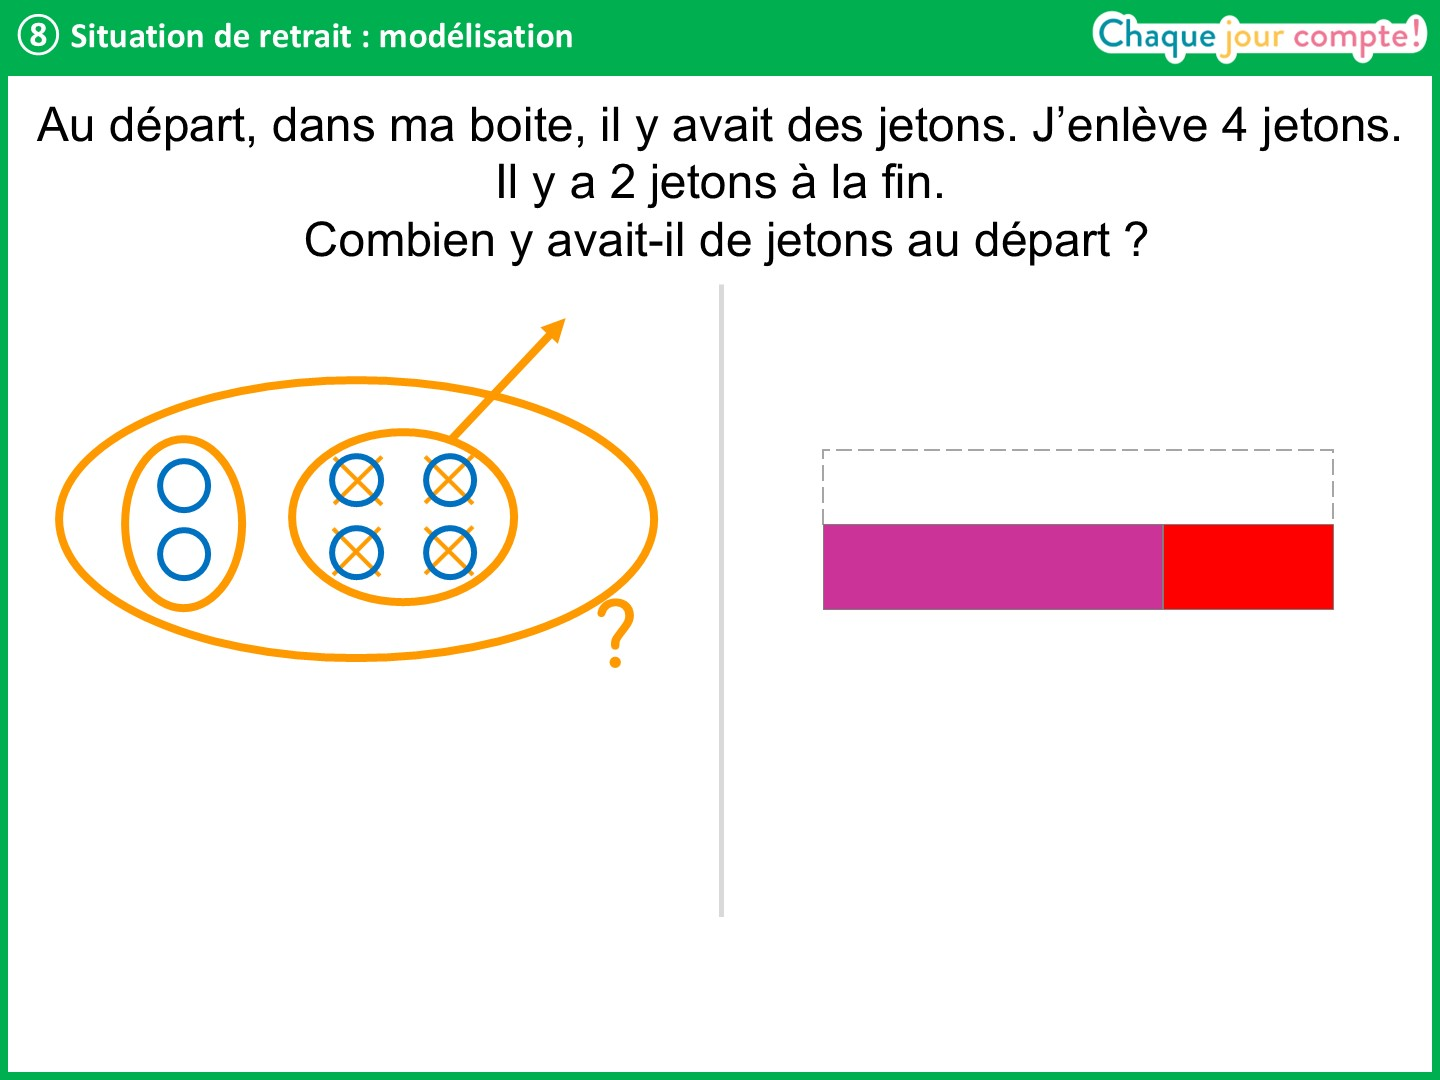 ⑧ Situation de retrait : modélisation
Chaque jour compte!
Au départ, dans ma boite, il y avait des jetons. J’enlève 4 jetons.
Il y a 2 jetons à la fin.
Combien y avait-il de jetons au départ ?
?